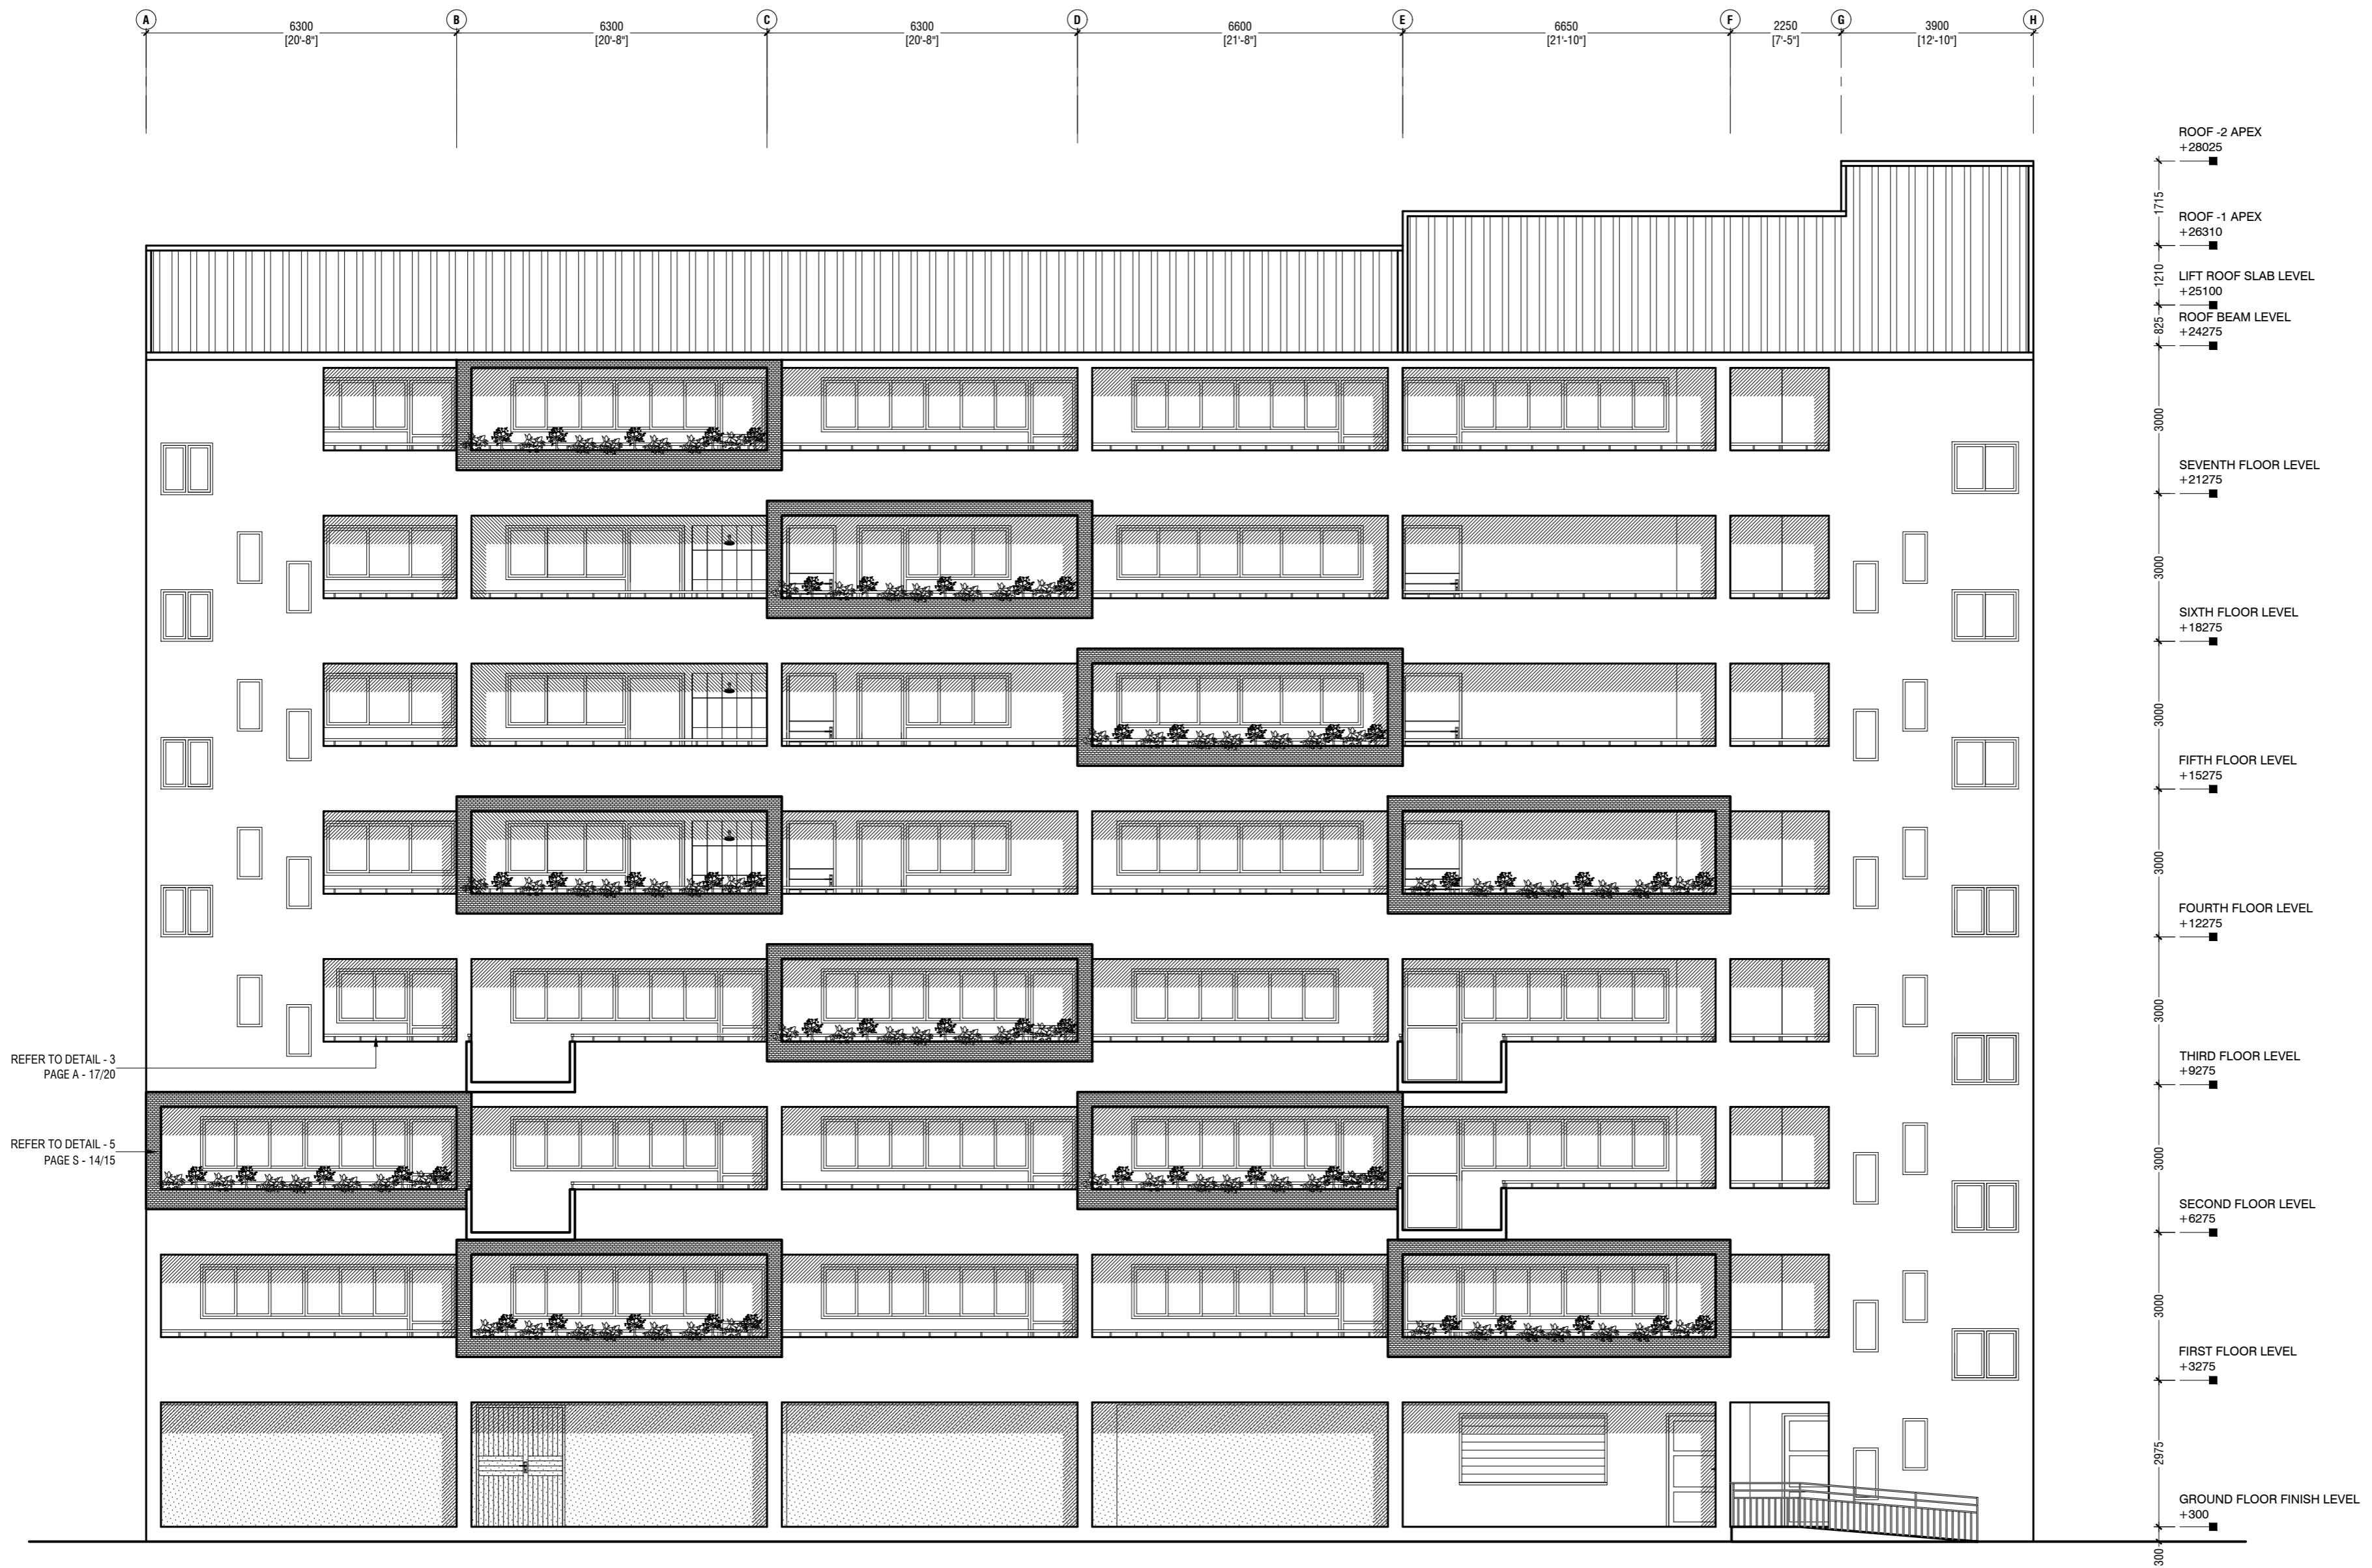 A
B
C
D
E
F
G
H
6300
[20'-8"]
6300
[20'-8"]
6300
[20'-8"]
6600
[21'-8"]
6650
[21'-10"]
2250
[7'-5"]
3900
[12'-10"]
ROOF -2 APEX
+28025
1715
ROOF -1 APEX
+26310
1210
LIFT ROOF SLAB LEVEL
+25100
825
ROOF BEAM LEVEL
+24275
3000
SEVENTH FLOOR LEVEL
+21275
3000
SIXTH FLOOR LEVEL
+18275
3000
FIFTH FLOOR LEVEL
+15275
3000
FOURTH FLOOR LEVEL
+12275
3000
REFER TO DETAIL - 3
PAGE A - 17/20
THIRD FLOOR LEVEL
+9275
3000
REFER TO DETAIL - 5
PAGE S - 14/15
SECOND FLOOR LEVEL
+6275
3000
FIRST FLOOR LEVEL
+3275
2975
GROUND FLOOR FINISH LEVEL
+300
300